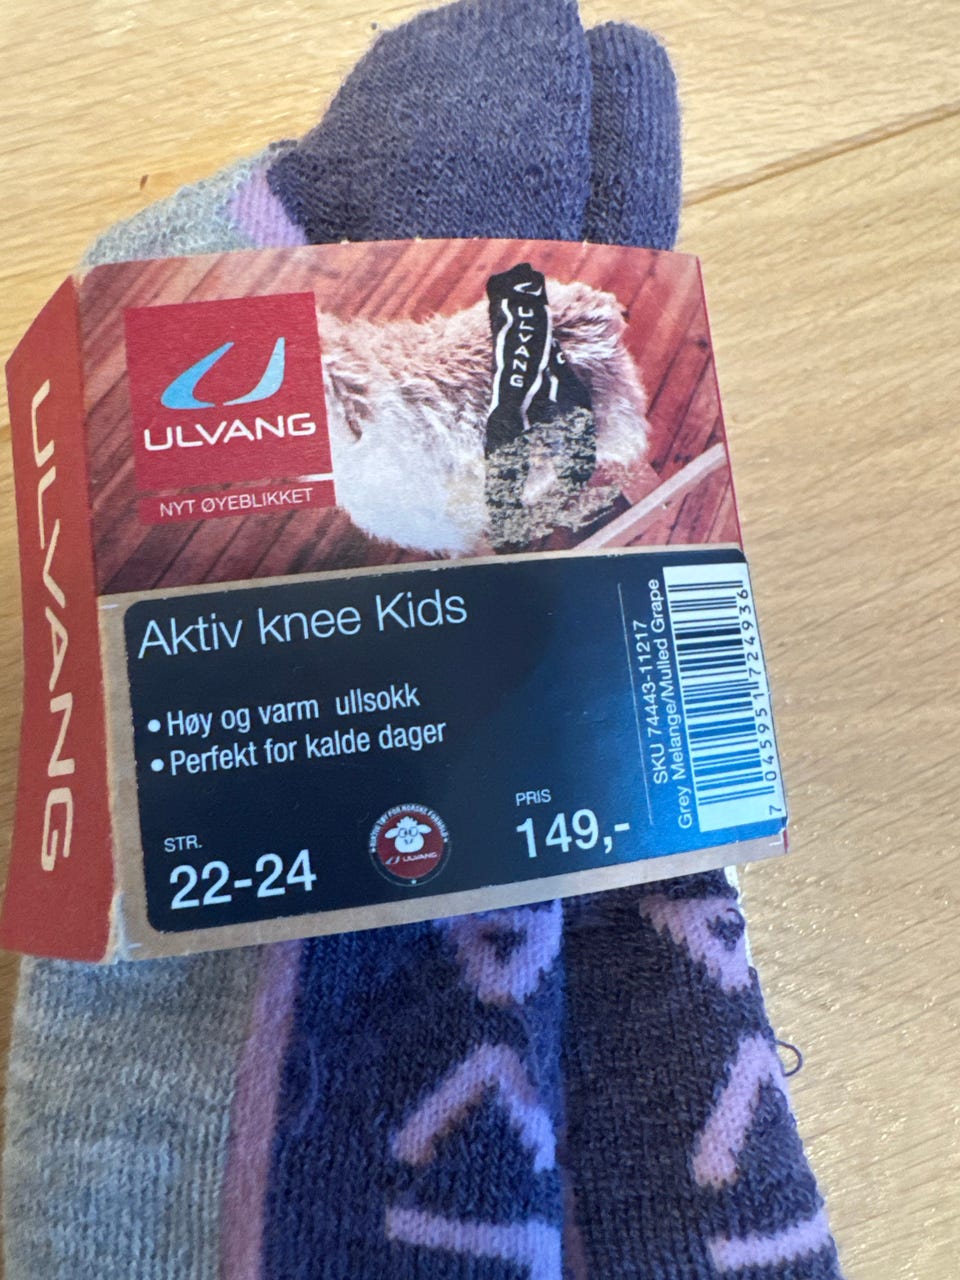 ULVANG
ULVANG
NYT ØYEBLIKKET
ULVANG
Aktiv knee Kids
• Høy og varm ullsokk
• Perfekt for kalde dager
STR.
22-24
ULVANG
PRIS
149,-
SKU 74443-11217
Grey Melange/Mulled Grape
7 045951 724936